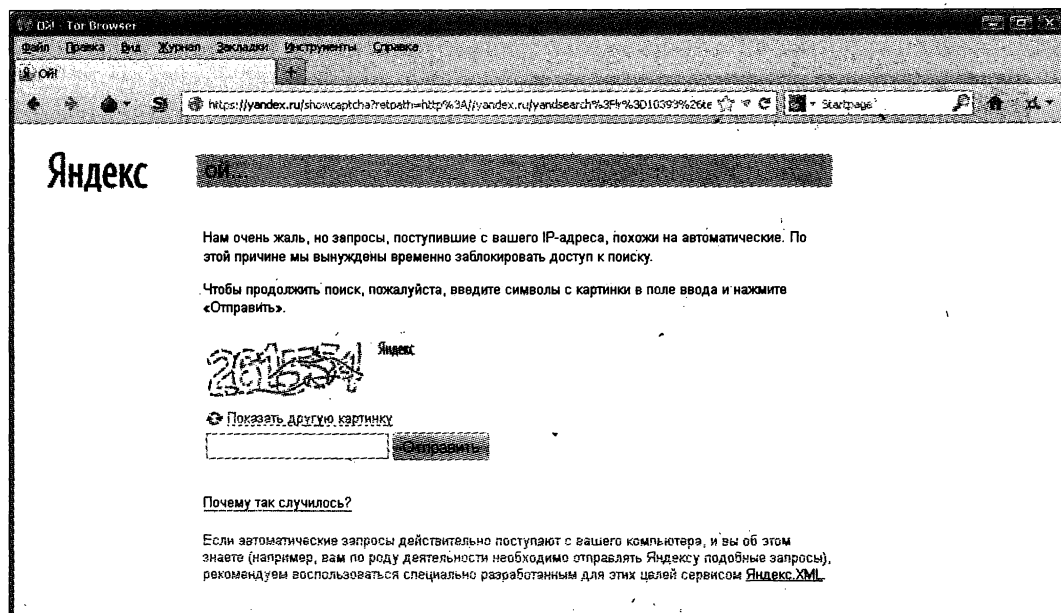 Ой! - Tor Browser
Файл Правка Вид Журнал Закладки Инструменты Справка
Ой!
https://yandex.ru/showcaptcha?retpath=http%3A//yandex.ru/yandsearch%3Flr%3D10393%26te
Startpage
Яндекс
ой...
Нам очень жаль, но запросы, поступившие с вашего IP-адреса, похожи на автоматические. По
этой причине мы вынуждены временно заблокировать доступ к поиску.
Чтобы продолжить поиск, пожалуйста, введите символы с картинки в поле ввода и нажмите
«Отправить».
Яндекс
Показать другую картинку
Отправить
Почему так случилось?
Если автоматические запросы действительно поступают с вашего компьютера, и вы об этом
знаете (например, вам по роду деятельности необходимо отправлять Яндексу подобные запросы),
рекомендуем воспользоваться специально разработанным для этих целей сервисом Яндекс.XML.